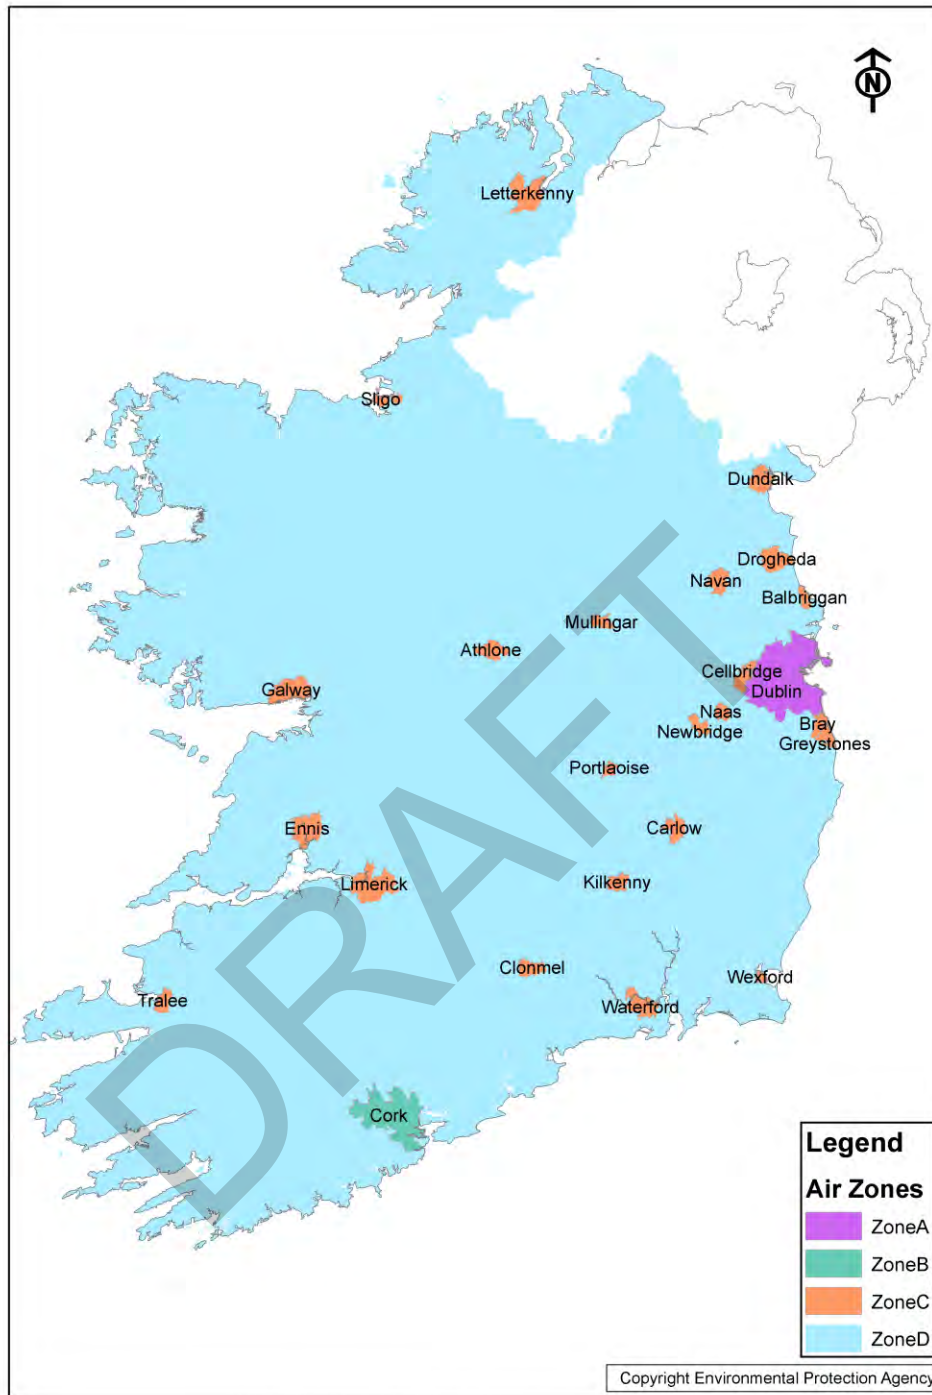 N
Letterkenny
Sligo
Dundalk
Drogheda
Navan
Balbriggan
Mullingar
Athlone
Cellbridge
Dublin
Galway
Naas
Bray
Newbridge
Greystones
Portlaoise
Ennis
Carlow
Limerick
Kilkenny
Clonmel
Wexford
Tralee
Waterford
Cork
DRAFT
Legend
Air Zones
ZoneA
ZoneB
ZoneC
ZoneD
Copyright Environmental Protection Agency